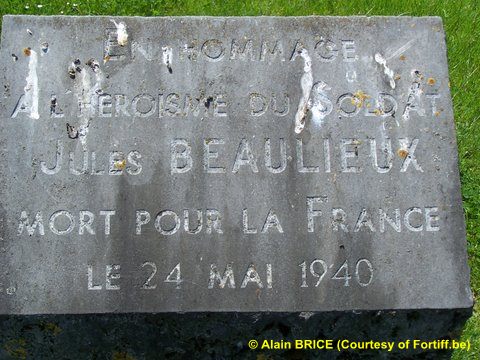 EN HOMMAGE
A L'HEROISME DU SOLDAT
JULES BEAULIEUX
MORT POUR LA FRANCE
LE 24 MAI 1940
© Alain BRICE (Courtesy of Fortiff.be)